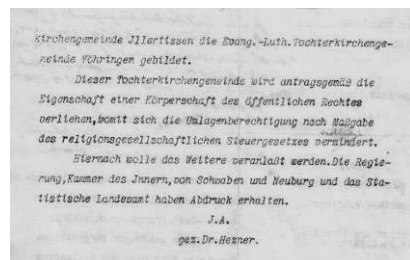 kirchengemeinde Jllertissen die Evang.-Luth.Tochterkirchenge-
meinde Vöhringen gebildet.
Dieser Tochterkirchengemeinde wird antragsgemäß die
Eigenschaft einer Körperschaft des öffentlichen Rechtes
verliehen,womit sich die Umlagenberechtigung nach Maßgabe
des religionsgesellschaftlichen Steuergesetzes vermindert.
Hiernach wolle das Weitere veranlaßt werden.Die Regie-
rung,Kammer des Jnnern,von Schwaben und Neuburg und das Sta-
tistische Landesamt haben Abdruck erhalten.
J.A.
gez.Dr.Hezner.